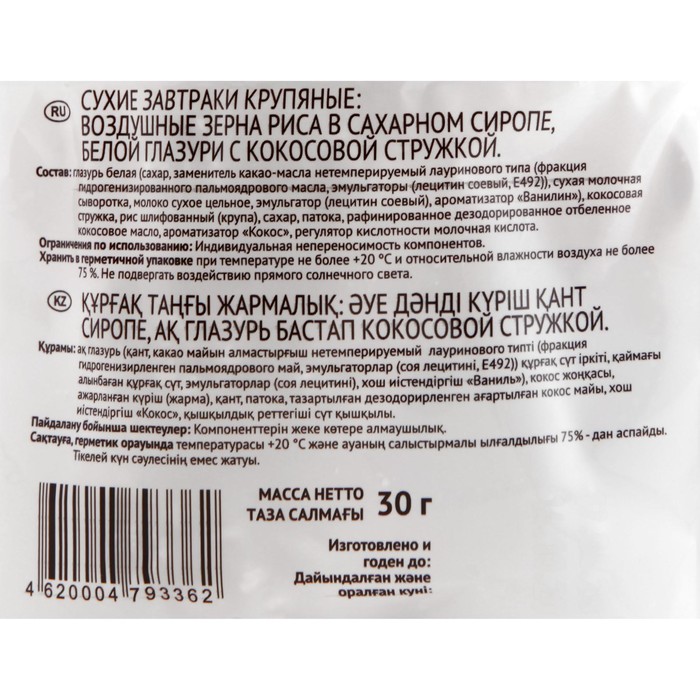 RU СУХИЕ ЗАВТРАКИ КРУПЯНЫЕ:
ВОЗДУШНЫЕ ЗЕРНА РИСА В САХАРНОМ СИРОПЕ,
БЕЛОЙ ГЛАЗУРИ С КОКОСОВОЙ СТРУЖКОЙ.
Состав: глазурь белая (сахар, заменитель какао-масла нетемперируемый лауринового типа (фракция
гидрогенизированного пальмоядрового масла, эмульгаторы (лецитин соевый, Е492)), сухая молочная
сыворотка, молоко сухое цельное, эмульгатор (лецитин соевый), ароматизатор «Ванилин»), кокосовая
стружка, рис шлифованный (крупа), сахар, патока, рафинированное дезодорированное отбеленное
кокосовое масло, ароматизатор «Кокос», регулятор кислотности молочная кислота.
Ограничения по использованию: Индивидуальная непереносимость компонентов.
Хранить в герметичной упаковке при температуре не более +20 °С и относительной влажности воздуха не более
75 %. Не подвергать воздействию прямого солнечного света.
KZ ҚҰРҒАҚ ТАҢҒЫ ЖАРМАЛЫҚ: ӘУЕ ДӘНДІ КҮРІШ ҚАНТ
СИРОПЕ, АҚ ГЛАЗУРЬ БАСТАП КОКОСОВОЙ СТРУЖКОЙ.
Құрамы: ақ глазурь (қант, какао майын алмастырғыш нетемперируемый лауринового типті (фракция
гидрогенизирленген пальмоядрового май, эмульгаторлар (соя лецитині, Е492)) құрғақ сүт іркіті, қаймағы
алынбаған құрғақ сүт, эмульгаторлар (соя лецитині), хош иістендіргіш «Ваниль»), кокос жоңқасы,
ажарланған күріш (жарма), қант, патока, тазартылған дезодорирленген ағартылған кокос майы, хош
иістендіргіш «Кокос», қышқылдық реттегіші сүт қышқылы.
Пайдалану бойынша шектеулер: Компоненттерін жеке көтере алмаушылық.
Сақтауға, герметик орауында температурасы +20 °С және ауаның салыстырмалы ылғалдылығы 75% - дан аспайды.
Тікелей күн сәулесінің емес жатуы.
МАССА НЕТТО
ТАЗА САЛМАҒЫ 30 г
Изготовлено и
годен до:
Дайындалған және
оралған күні:
4 620004 793362